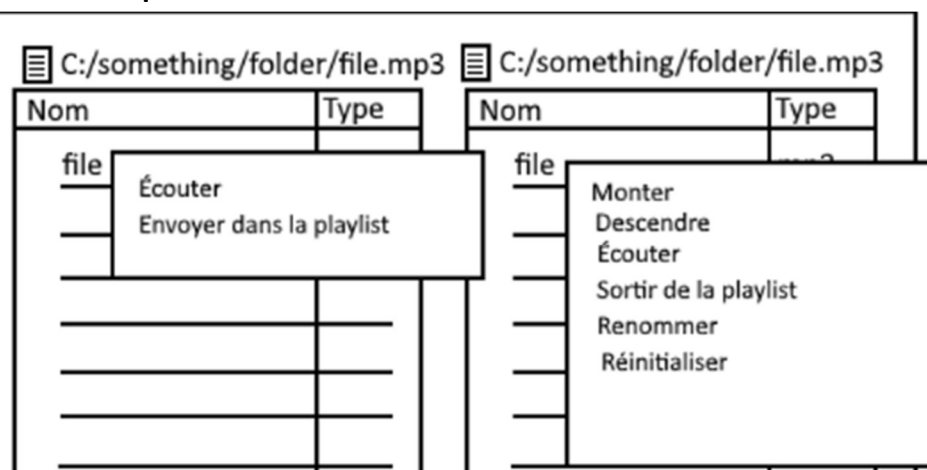 C:/something/folder/file.mp3
Nom Type
file
Écouter
Envoyer dans la playlist
C:/something/folder/file.mp3
Nom Type
file
Monter
Descendre
Écouter
Sortir de la playlist
Renommer
Réinitialiser